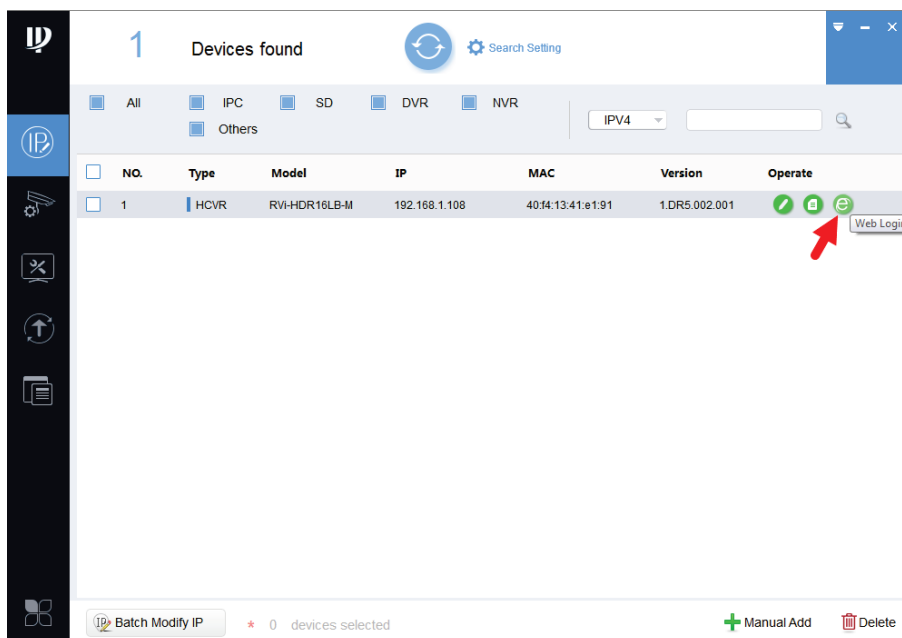 1 Devices found Search Setting
All IPC SD DVR NVR
Others
IPV4
NO. Type Model IP MAC Version Operate
1 HCVR RVi-HDR16LB-M 192.168.1.108 40:f4:13:41:e1:91 1.DR5.002.001
Web Logi
Batch Modify IP * 0 devices selected Manual Add Delete